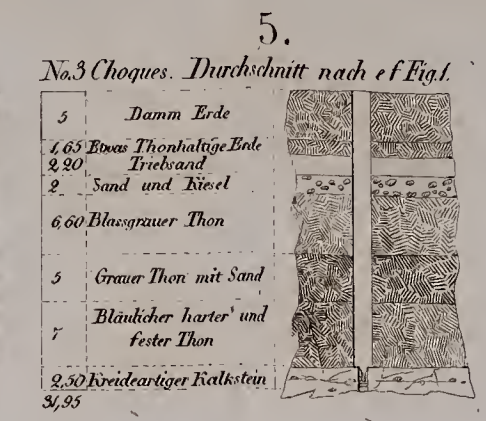 5.
No.3 Choques. Durchschnitt nach ef Fig.1.
5 Damm Erde
1,65 Etwas Thonhaltige Erde
2,20 Triebsand
2 Sand und Kiesel
6,60 Blassgrauer Thon
5 Grauer Thon mit Sand
7 Bläulicher harter und
fester Thon
2,50 Kreideartiger Kalkstein
31,95